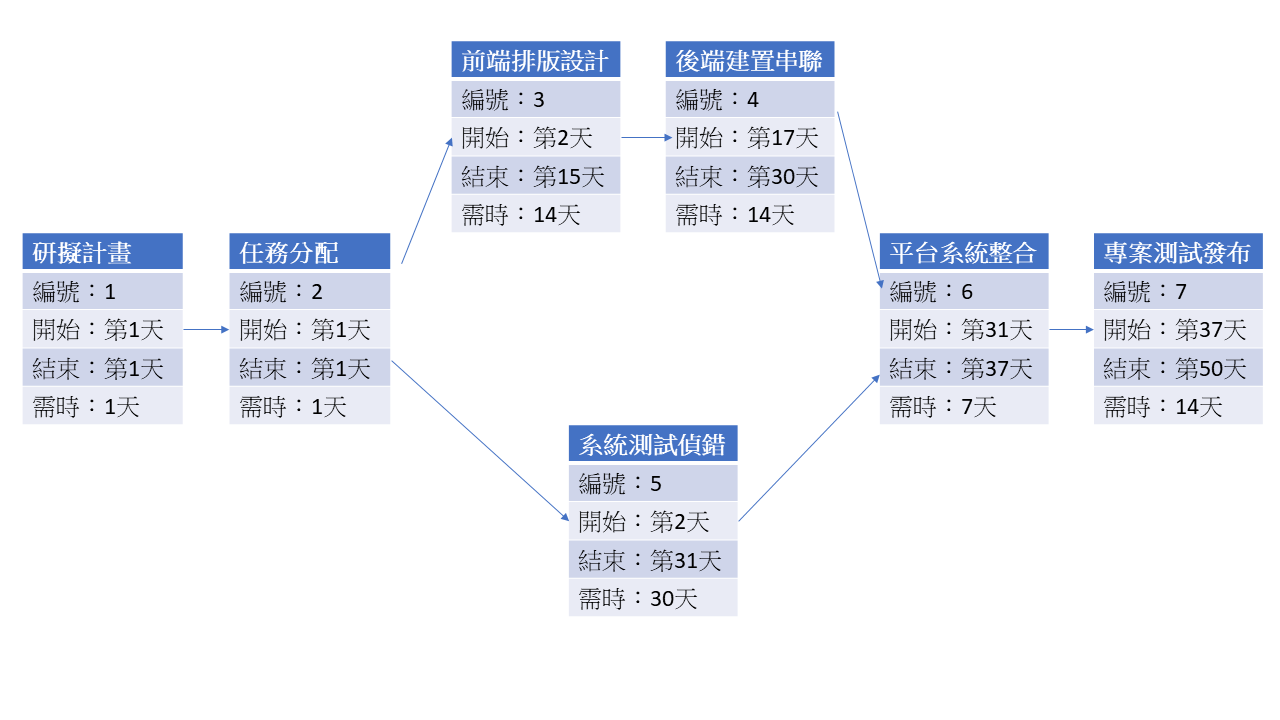 研擬計畫
編號：1
開始：第1天
結束：第1天
需時：1天
任務分配
編號：2
開始：第1天
結束：第1天
需時：1天
前端排版設計
編號：3
開始：第2天
結束：第15天
需時：14天
後端建置串聯
編號：4
開始：第17天
結束：第30天
需時：14天
系統測試偵錯
編號：5
開始：第2天
結束：第31天
需時：30天
平台系統整合
編號：6
開始：第31天
結束：第37天
需時：7天
專案測試發布
編號：7
開始：第37天
結束：第50天
需時：14天